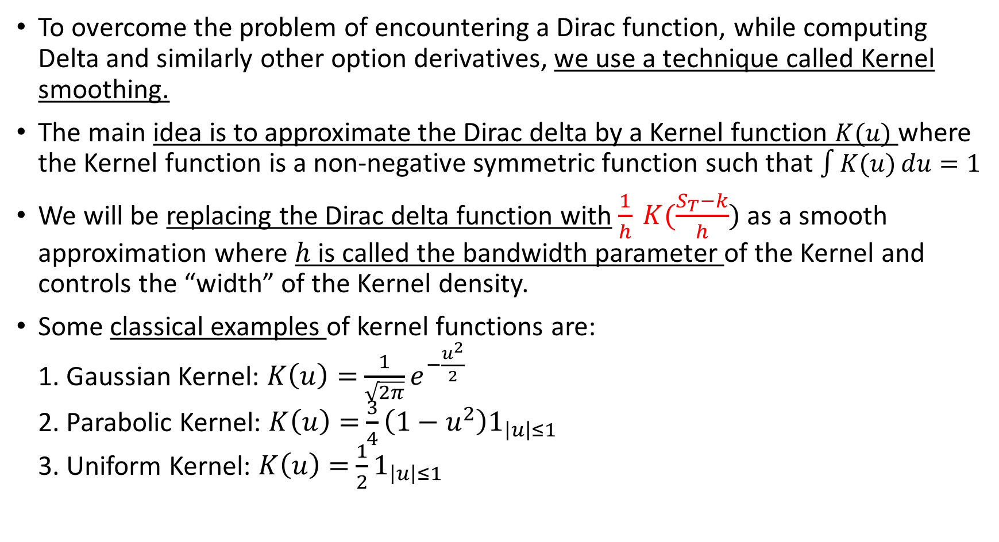 • To overcome the problem of encountering a Dirac function, while computing
Delta and similarly other option derivatives, we use a technique called Kernel
smoothing.
• The main idea is to approximate the Dirac delta by a Kernel function K(u) where
the Kernel function is a non-negative symmetric function such that ∫ K(u) du = 1
• We will be replacing the Dirac delta function with \frac{1}{h} K(\frac{S_T − k}{h}) as a smooth
approximation where h is called the bandwidth parameter of the Kernel and
controls the “width” of the Kernel density.
• Some classical examples of kernel functions are:
1. Gaussian Kernel: K(u) = \frac{1}{\sqrt{2π}} e^{−\frac{u^2}{2}}
2. Parabolic Kernel: K(u) = \frac{3}{4} (1 − u^2)1_{|u|≤1}
3. Uniform Kernel: K(u) = \frac{1}{2} 1_{|u|≤1}